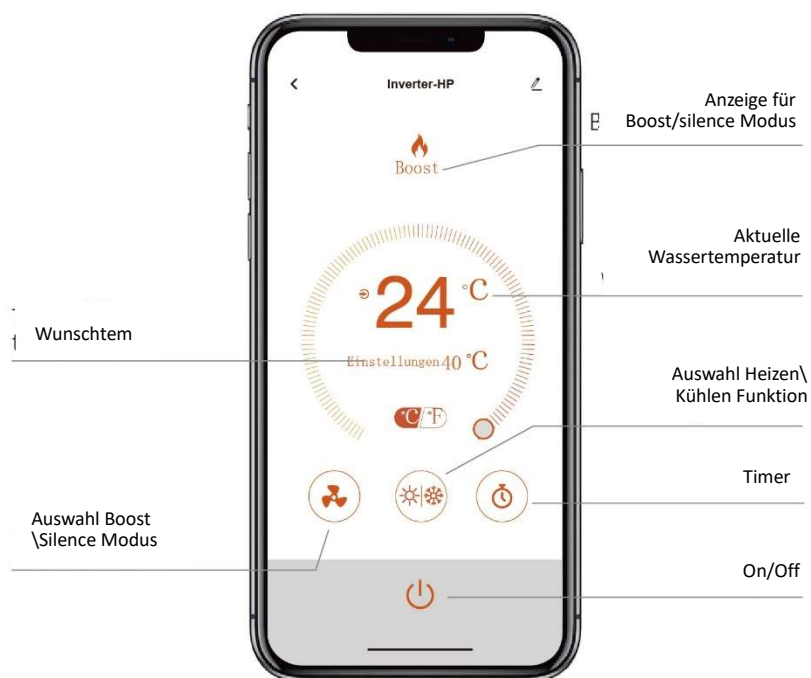 Inverter-HP
Anzeige für
Boost/silence Modus
Boost
Aktuelle
Wassertemperatur
24 °C
Wunschtem
Einstellungen 40 °C
°C/°F
Auswahl Heizen\
Kühlen Funktion
Timer
Auswahl Boost
\Silence Modus
On/Off